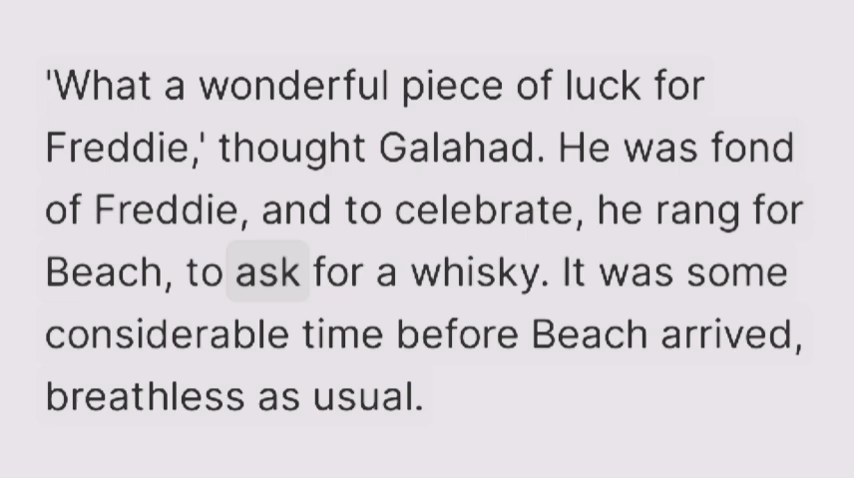 'What a wonderful piece of luck for
Freddie,' thought Galahad. He was fond
of Freddie, and to celebrate, he rang for
Beach, to ask for a whisky. It was some
considerable time before Beach arrived,
breathless as usual.